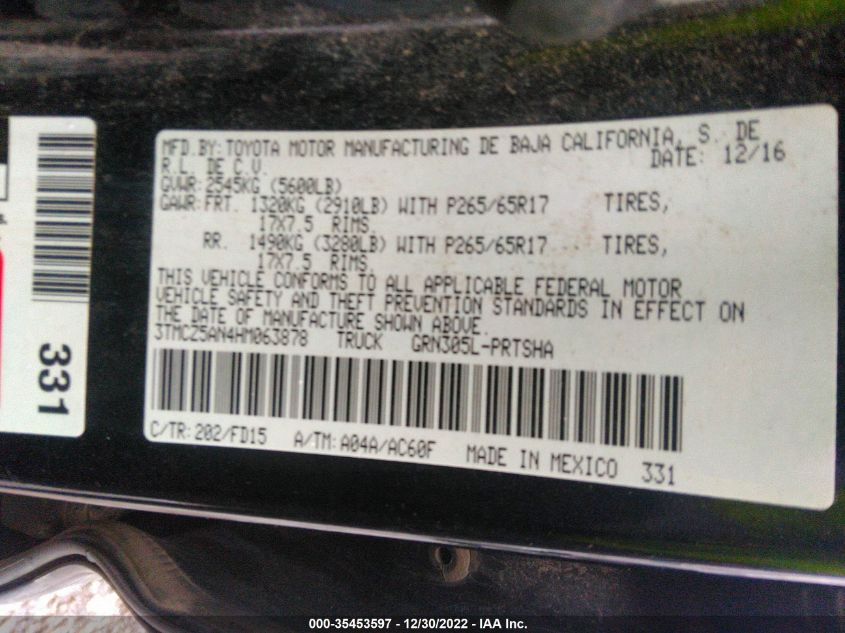 MFD.BY:TOYOTA MOTOR MANUFACTURING DE BAJA CALIFORNIA, S. DE
R.L. DE C.V. DATE: 12/16
GVWR:2545KG (5600LB)
GAWR:FRT. 1320KG (2910LB) WITH P265/65R17 TIRES,
17X7.5 RIMS,
RR. 1490KG (3280LB) WITH P265/65R17 TIRES,
17X7.5 RIMS,
THIS VEHICLE CONFORMS TO ALL APPLICABLE FEDERAL MOTOR
VEHICLE SAFETY AND THEFT PREVENTION STANDARDS IN EFFECT ON
THE DATE OF MANUFACTURE SHOWN ABOVE.
3TMCZ5AN4HM063878 TRUCK GRN305L-PRTSHA
C/TR:202/FD15 A/TM:A04A/AC60F MADE IN MEXICO 331
331
000-35453597 - 12/30/2022 - IAA Inc.